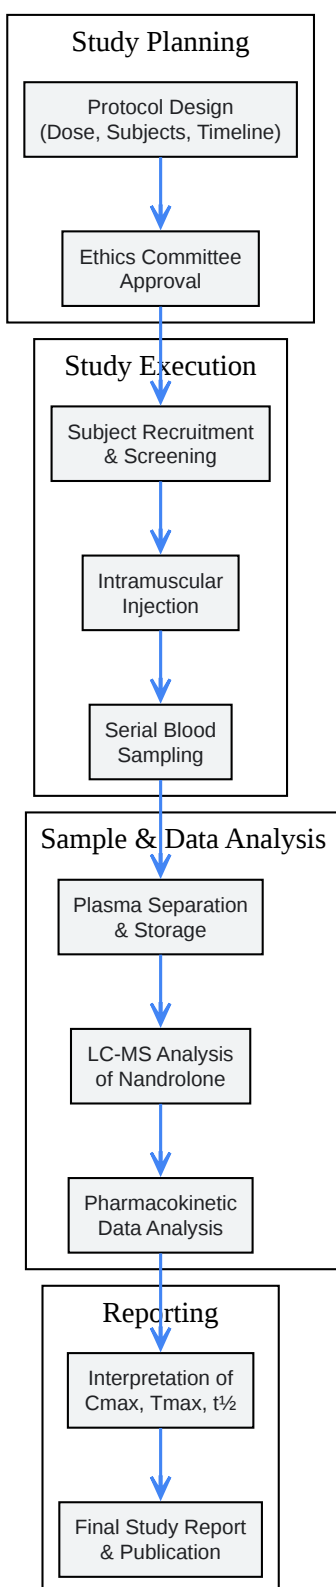 Study Planning
Protocol Design
(Dose, Subjects, Timeline)
Ethics Committee
Approval
Study Execution
Subject Recruitment
& Screening
Intramuscular
Injection
Serial Blood
Sampling
Sample & Data Analysis
Plasma Separation
& Storage
LC-MS Analysis
of Nandrolone
Pharmacokinetic
Data Analysis
Reporting
Interpretation of
Cmax, Tmax, t½
Final Study Report
& Publication